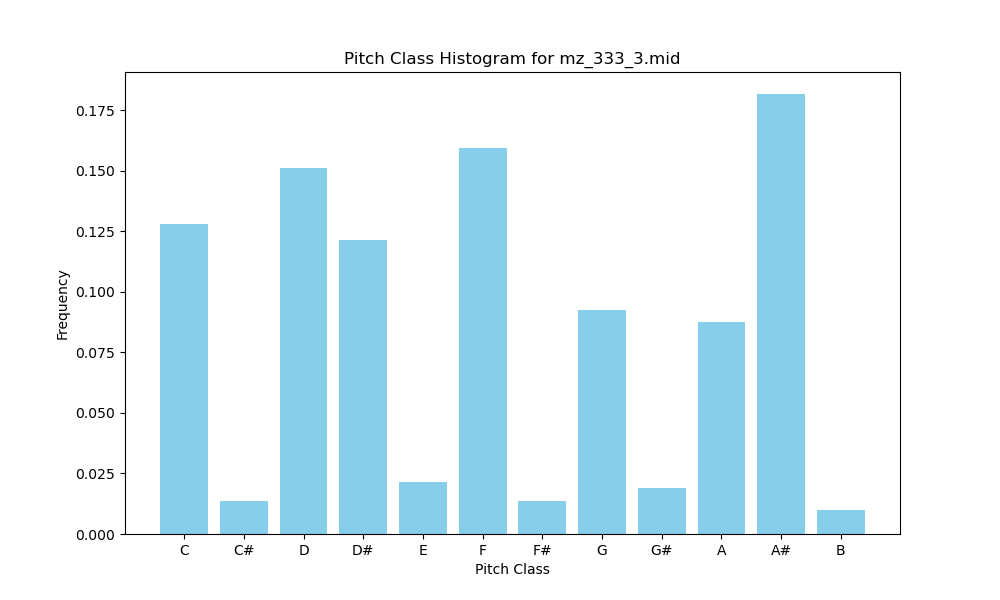 Pitch Class Histogram for mz_333_3.mid
0.175
0.150
0.125
0.100
0.075
0.050
0.025
0.000
Frequency
C C# D D# E F F# G G# A A# B
Pitch Class